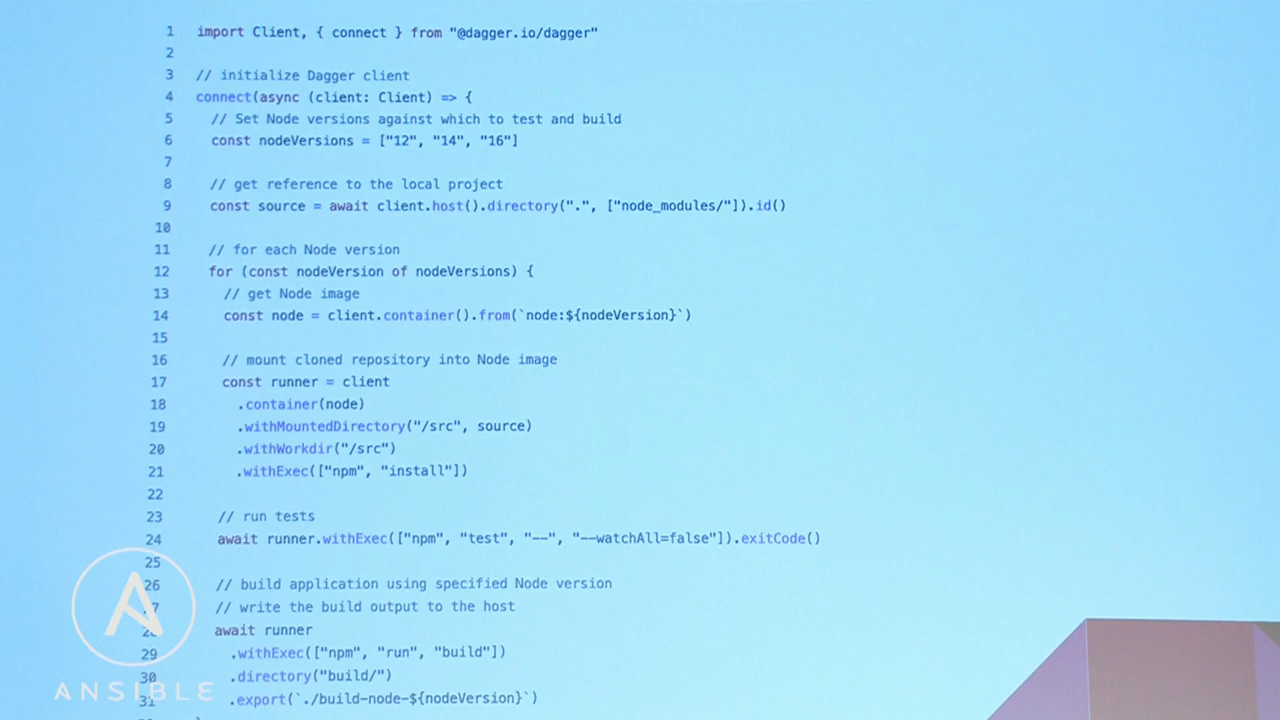 1 import Client, { connect } from "@dagger.io/dagger"
2
3 // initialize Dagger client
4 connect(async (client: Client) => {
5 // Set Node versions against which to test and build
6 const nodeVersions = ["12", "14", "16"]
7
8 // get reference to the local project
9 const source = await client.host().directory(".", ["node_modules/"]).id()
10
11 // for each Node version
12 for (const nodeVersion of nodeVersions) {
13 // get Node image
14 const node = client.container().from(`node:${nodeVersion}`)
15
16 // mount cloned repository into Node image
17 const runner = client
18 .container(node)
19 .withMountedDirectory("/src", source)
20 .withWorkdir("/src")
21 .withExec(["npm", "install"])
22
23 // run tests
24 await runner.withExec(["npm", "test", "--", "--watchAll=false"]).exitCode()
25
26 // build application using specified Node version
// write the build output to the host
await runner
29 .withExec(["npm", "run", "build"])
30 .directory("build/")
31 .export(`./build-node-${nodeVersion}`)
ANSIBLE